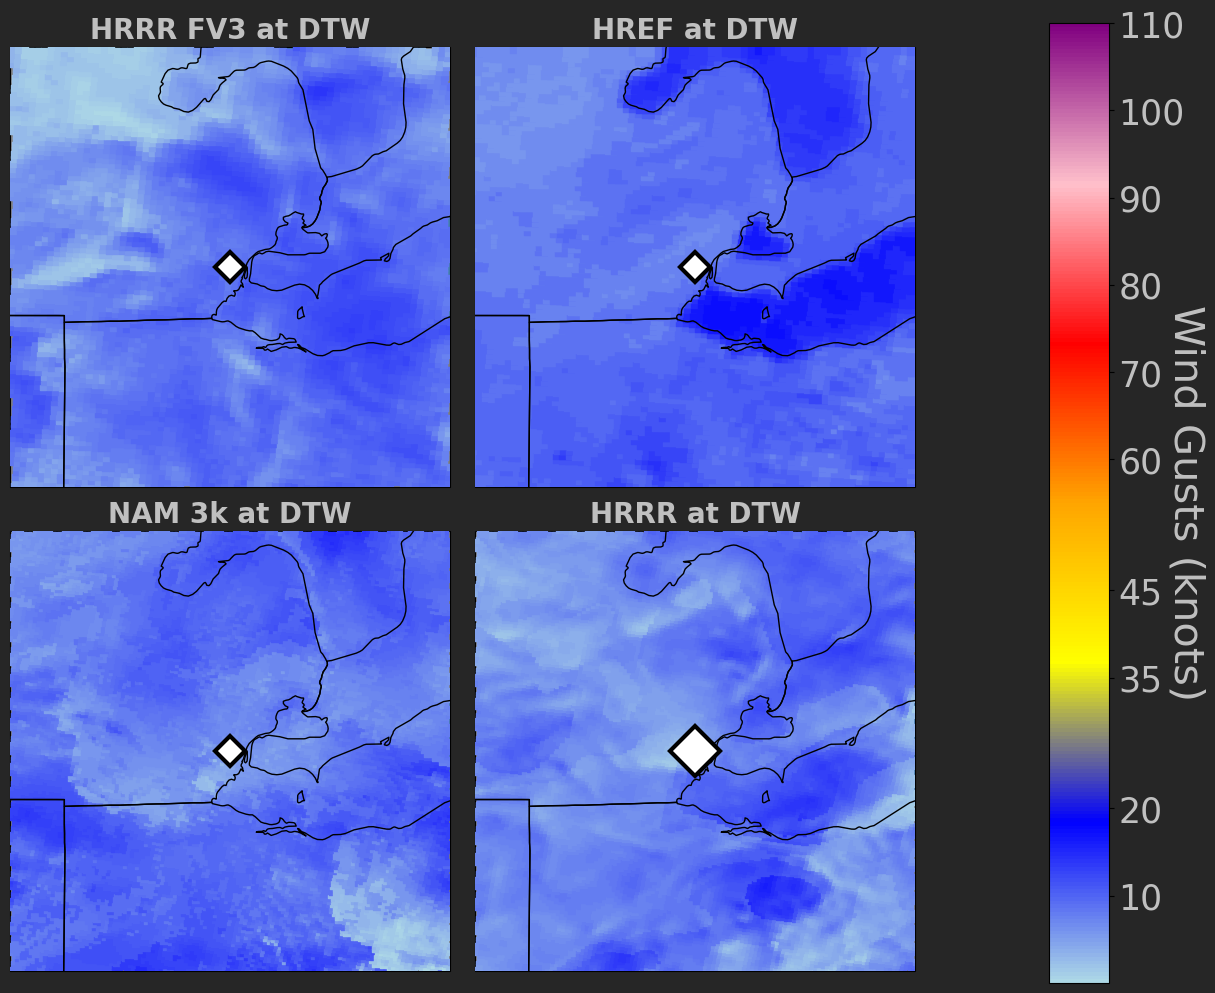 HRRR FV3 at DTW
HREF at DTW
NAM 3k at DTW
HRRR at DTW
110
100
90
80
70
60
45
35
20
10
Wind Gusts (knots)